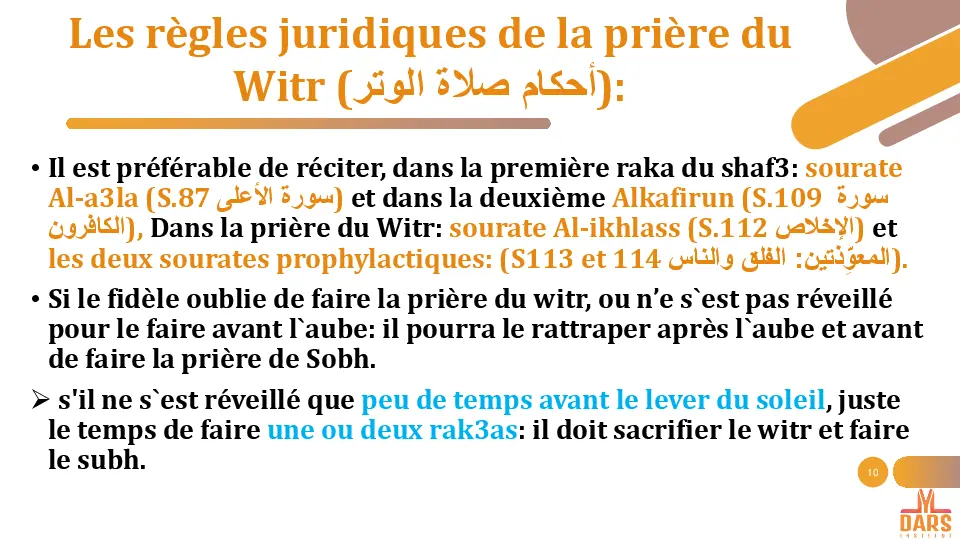 Les règles juridiques de la prière du
Witr (أحكام صلاة الوتر):
• Il est préférable de réciter, dans la première raka du shaf3: sourate
Al-a3la (S.87 سورة الأعلى) et dans la deuxième Alkafirun (S.109 سورة
الكافرون), Dans la prière du Witr: sourate Al-ikhlass (S.112 الإخلاص) et
les deux sourates prophylactiques: (S113 et 114 المعوِّذتين: الفلق والناس).
• Si le fidèle oublie de faire la prière du witr, ou n’e s`est pas réveillé
pour le faire avant l`aube: il pourra le rattraper après l`aube et avant
de faire la prière de Sobh.
➢ s'il ne s`est réveillé que peu de temps avant le lever du soleil, juste
le temps de faire une ou deux rak3as: il doit sacrifier le witr et faire
le subh.
10
DARS
INSTITUT